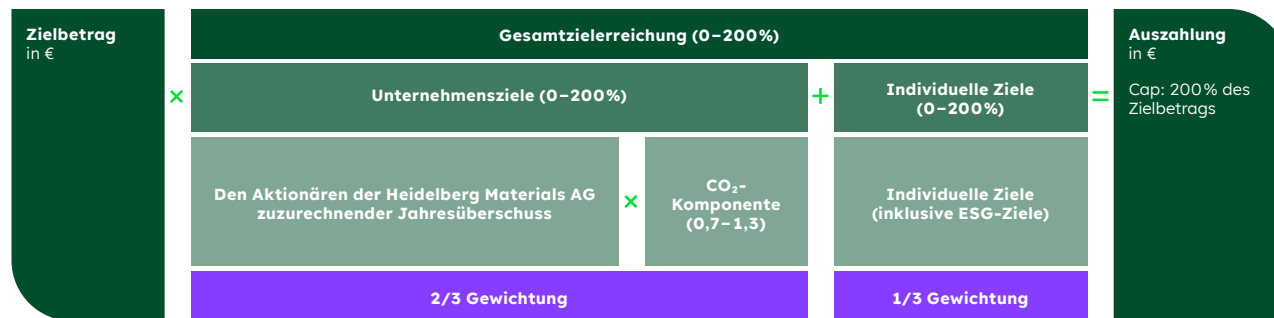 Zielbetrag
in €
×
Gesamtzielerreichung (0–200%)
Unternehmensziele (0–200%)
+
Individuelle Ziele
(0–200%)
=
Auszahlung
in €
Cap: 200% des
Zielbetrags
Den Aktionären der Heidelberg Materials AG
zuzurechnender Jahresüberschuss
×
CO₂-
Komponente
(0,7–1,3)
Individuelle Ziele
(inklusive ESG-Ziele)
2/3 Gewichtung
1/3 Gewichtung